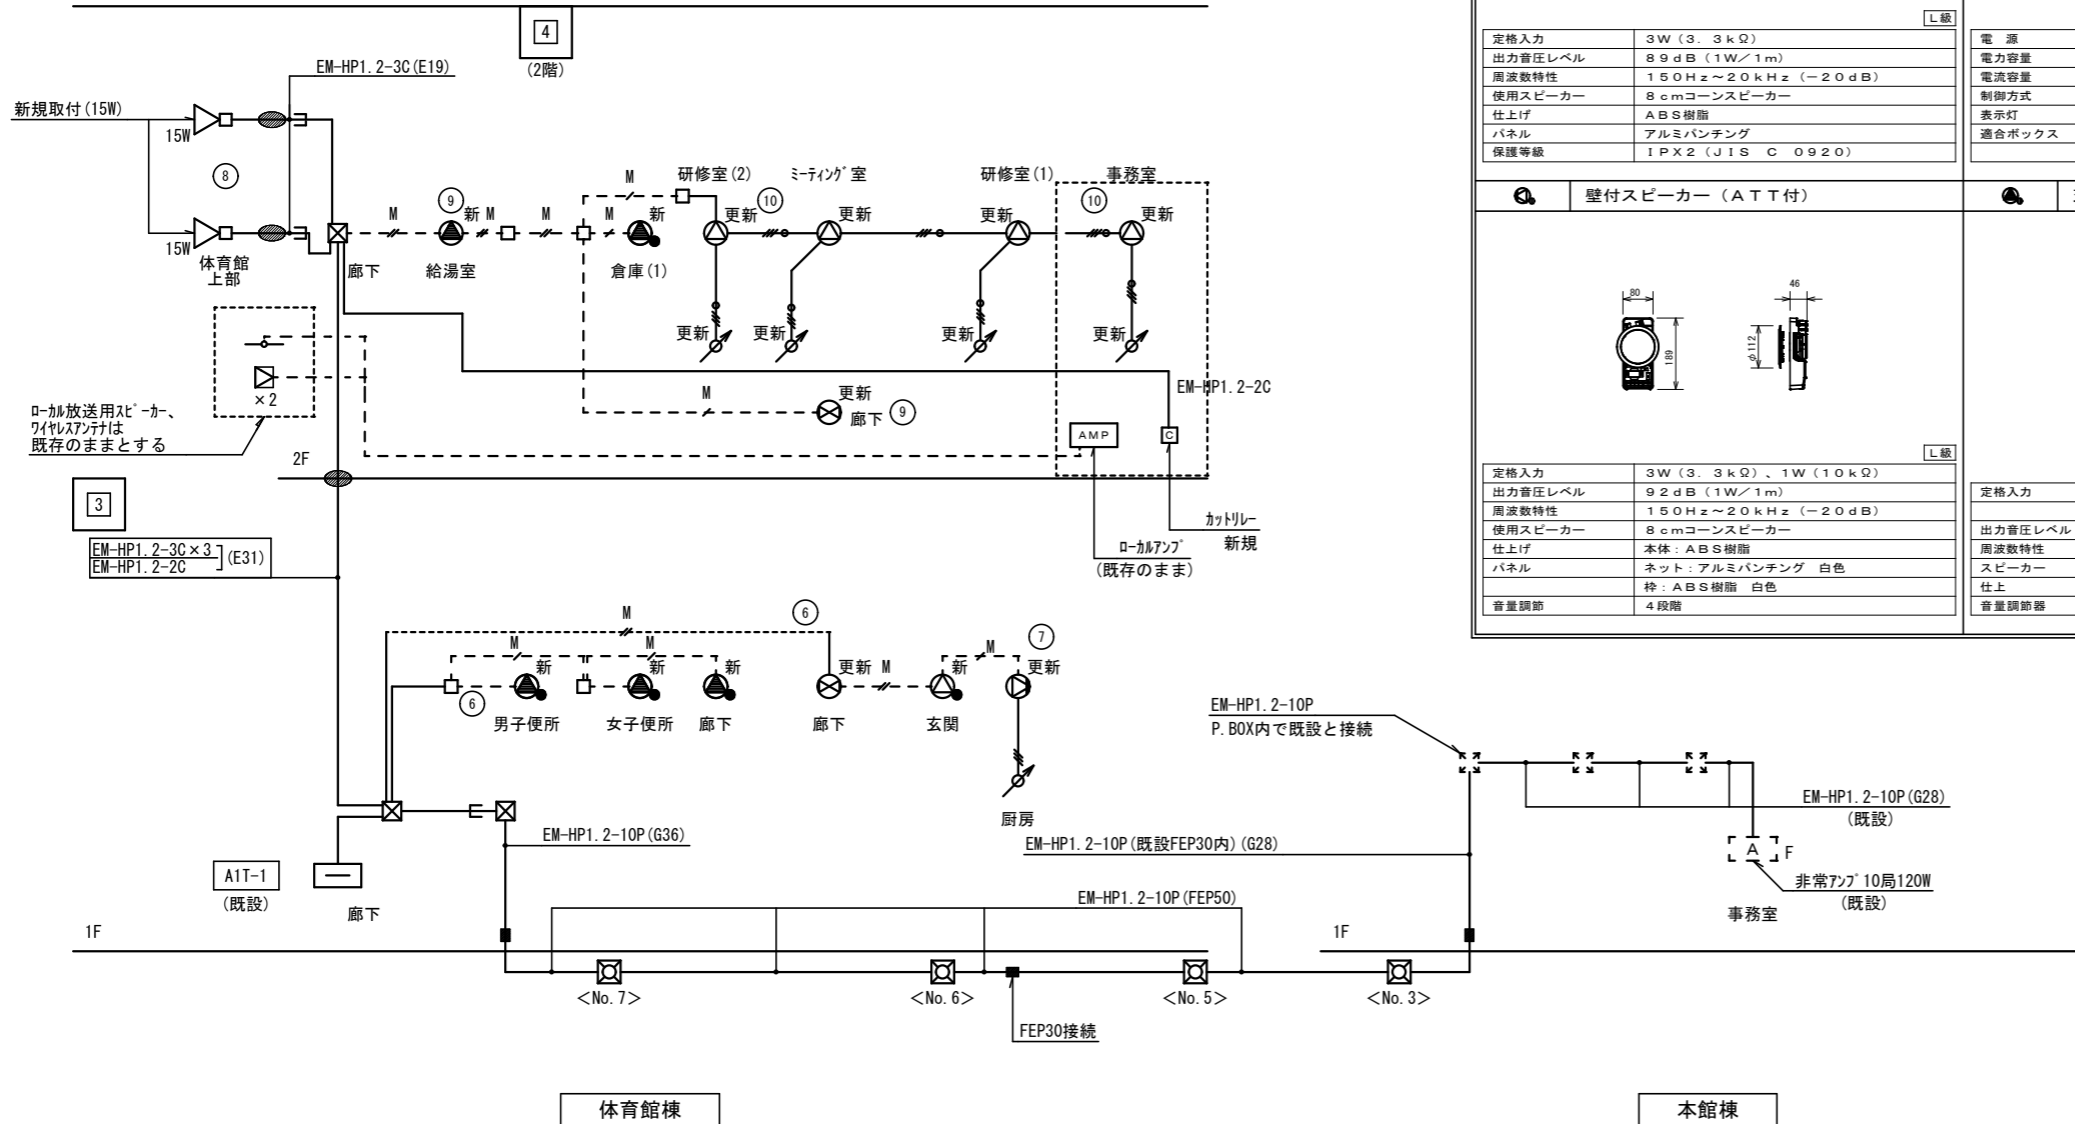 4
(2階)
EM-HP1.2-3C(E19)
新規取付(15W)
15W
8
15W
体育館
上部
廊下
M
9
新
M
給湯室
M
M
新
倉庫(1)
M
研修室(2)
更新
10
ミーティング室
更新
研修室(1)
更新
事務室
10
更新
更新
更新
更新
更新
×2
ローカル放送用スピーカー、
ワイヤレスアンテナは
既存のままとする
M
更新
廊下
9
EM-HP1.2-2C
AMP
C
2F
カットリレー
新規
ローカルアンプ
(既存のまま)
3
EM-HP1.2-3C×3
EM-HP1.2-2C
(E31)
M
6
M
新
M
新
新
更新
M
新
M
7
更新
6
男子便所
女子便所
廊下
廊下
玄関
厨房
EM-HP1.2-10P
P.BOX内で既設と接続
EM-HP1.2-10P(G28)
(既設)
EM-HP1.2-10P(G36)
EM-HP1.2-10P(既設FEP30内)(G28)
A
F
非常アンプ10局120W
(既設)
事務室
A1T-1
(既設)
廊下
EM-HP1.2-10P(FEP50)
1F
1F
<No.7>
<No.6>
<No.5>
<No.3>
FEP30接続
体育館棟
本館棟
L級
定格入力 3W(3.3kΩ)
出力音圧レベル 89dB(1W/1m)
周波数特性 150Hz~20kHz(-20dB)
使用スピーカー 8cmコーンスピーカー
仕上げ ABS樹脂
パネル アルミパンチング
保護等級 IPX2(JIS C 0920)
電源
電力容量
電流容量
制御方式
表示灯
適合ボックス
壁付スピーカー(ATT付)
80
189
46
φ112
L級
定格入力 3W(3.3kΩ)、1W(10kΩ)
出力音圧レベル 92dB(1W/1m)
周波数特性 150Hz~20kHz(-20dB)
使用スピーカー 8cmコーンスピーカー
仕上げ 本体:ABS樹脂
パネル ネット:アルミパンチング 白色
枠:ABS樹脂 白色
音量調節 4段階
定格入力
出力音圧レベル
周波数特性
スピーカー
仕上
音量調節器